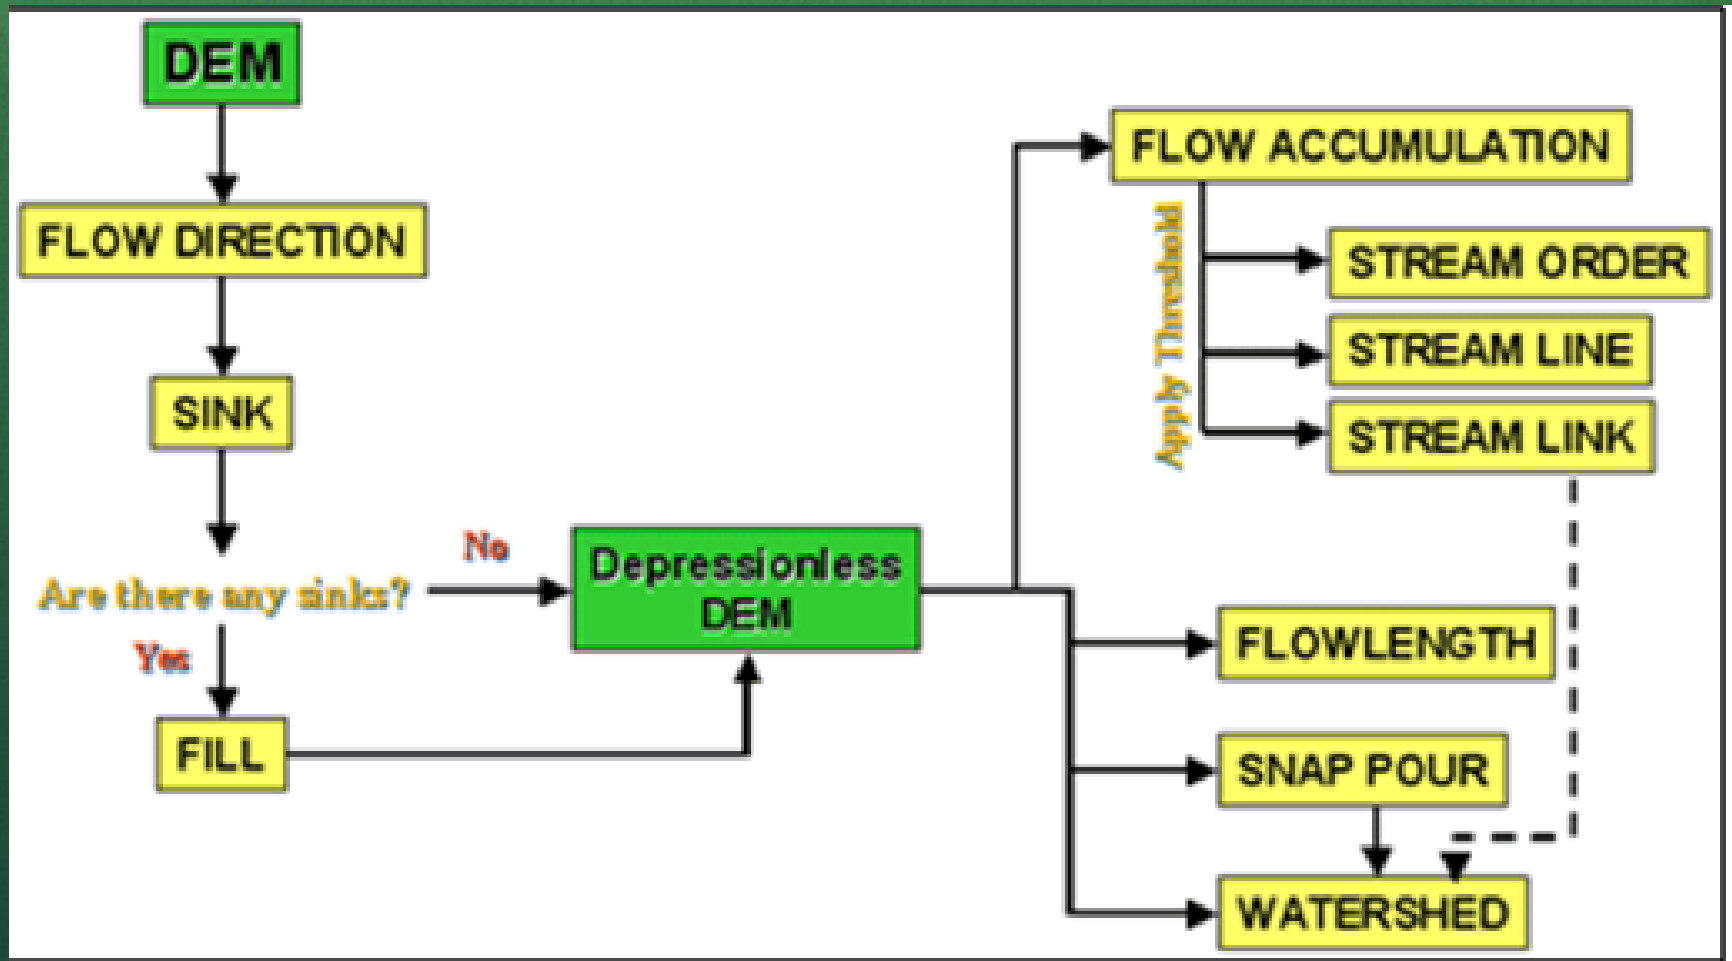 DEM
FLOW DIRECTION
SINK
Are there any sinks?
No
Yes
FILL
Depressionless
DEM
FLOW ACCUMULATION
Apply Threshold
STREAM ORDER
STREAM LINE
STREAM LINK
FLOWLENGTH
SNAP POUR
WATERSHED